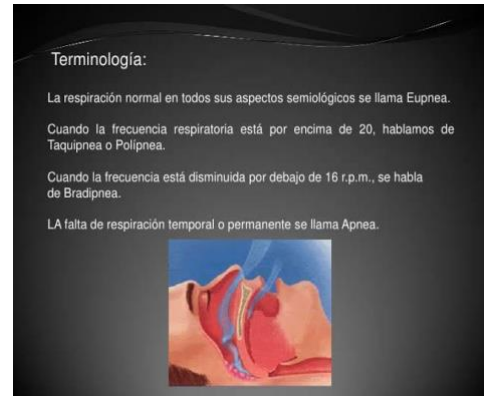 Terminología:
La respiración normal en todos sus aspectos semiológicos se llama Eupnea.
Cuando la frecuencia respiratoria está por encima de 20, hablamos de
Taquipnea o Polípnea.
Cuando la frecuencia está disminuida por debajo de 16 r.p.m., se habla
de Bradipnea.
LA falta de respiración temporal o permanente se llama Apnea.